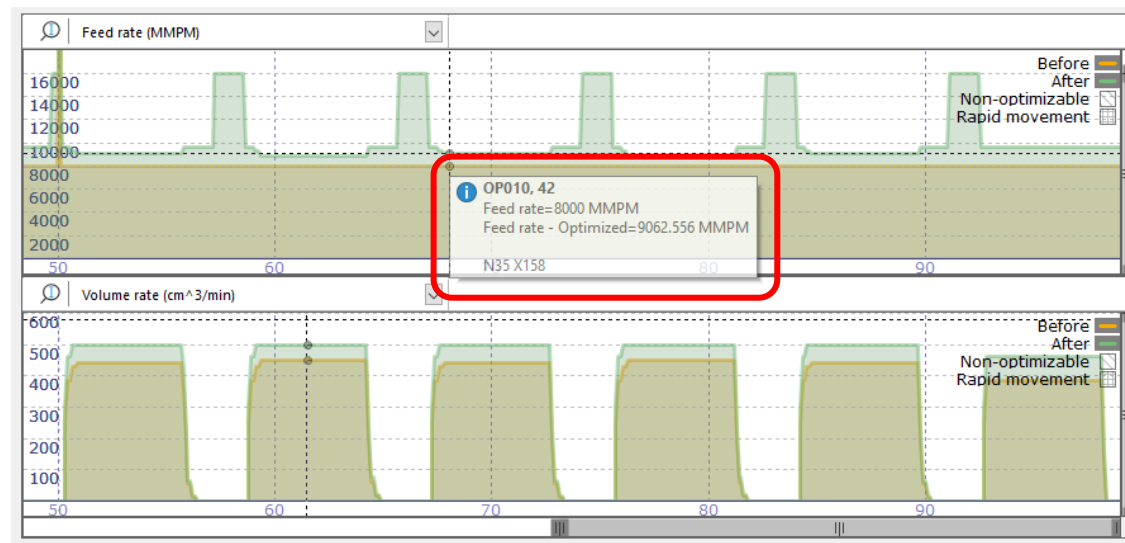 Feed rate (MMPM)
Before
After
Non-optimizable
Rapid movement
16000
14000
12000
10000
8000
6000
4000
2000
OP010, 42
Feed rate=8000 MMPM
Feed rate - Optimized=9062.556 MMPM
N35 X158
50 60 80 90
Volume rate (cm^3/min)
Before
After
Non-optimizable
Rapid movement
600
500
400
300
200
100
50 60 70 80 90